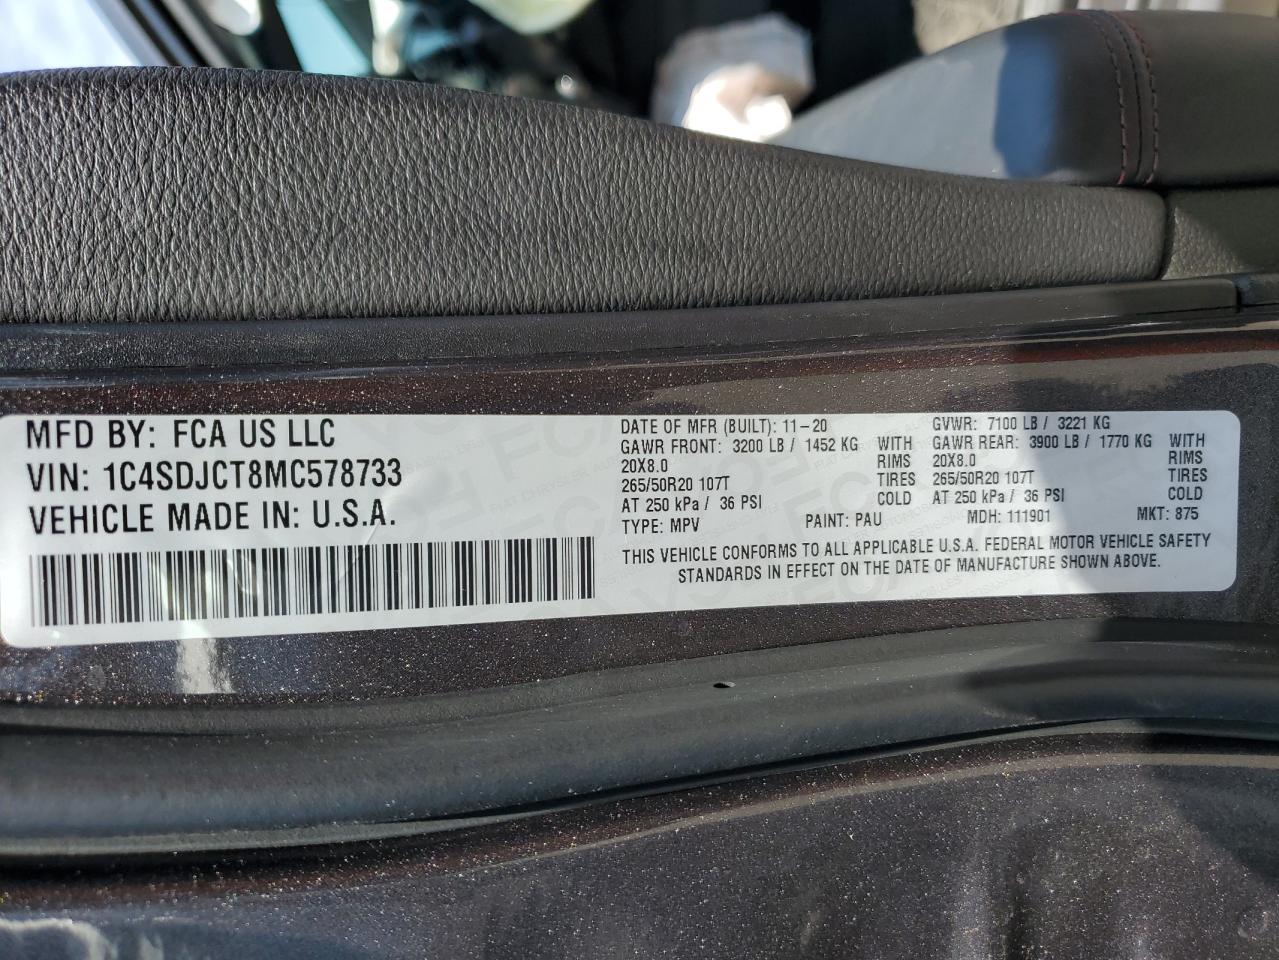 MFD BY: FCA US LLC
VIN: 1C4SDJCT8MC578733
VEHICLE MADE IN: U.S.A.
DATE OF MFR (BUILT): 11-20
GAWR FRONT: 3200 LB / 1452 KG WITH
20X8.0 RIMS
265/50R20 107T TIRES
AT 250 kPa / 36 PSI COLD
GVWR: 7100 LB / 3221 KG
GAWR REAR: 3900 LB / 1770 KG WITH
20X8.0 RIMS
265/50R20 107T TIRES
AT 250 kPa / 36 PSI COLD
TYPE: MPV PAINT: PAU MDH: 111901 MKT: 875
THIS VEHICLE CONFORMS TO ALL APPLICABLE U.S.A. FEDERAL MOTOR VEHICLE SAFETY
STANDARDS IN EFFECT ON THE DATE OF MANUFACTURE SHOWN ABOVE.